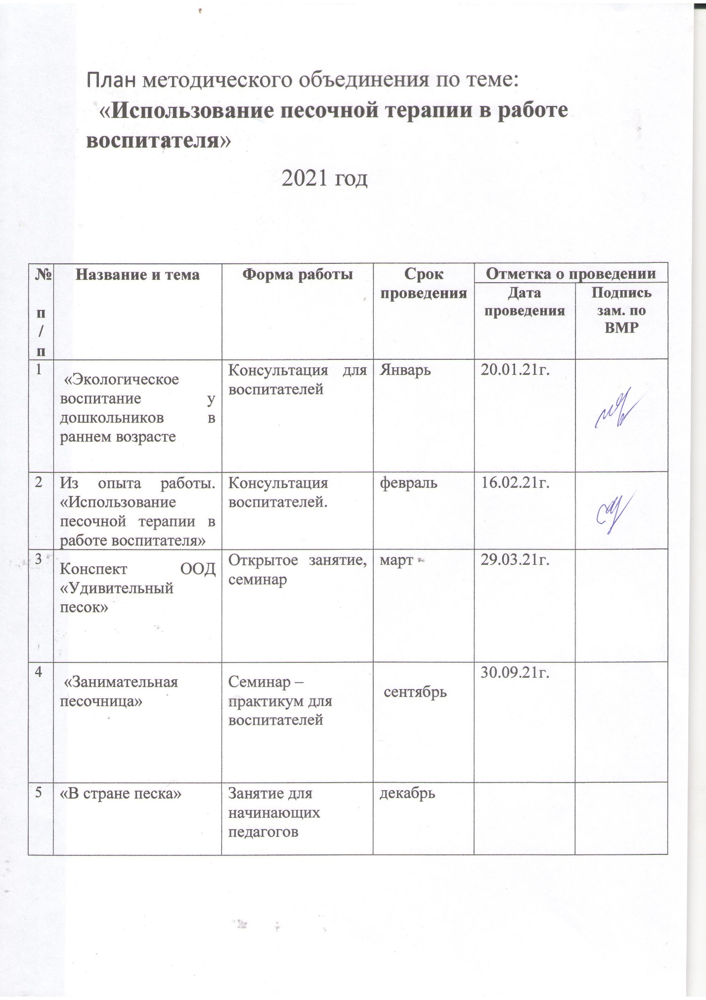 План методического объединения по теме:
«Использование песочной терапии в работе
воспитателя»
2021 год
№
п
/
п
Название и тема
Форма работы
Срок
проведения
Отметка о проведении
Дата
проведения
Подпись
зам. по
ВМР
1
«Экологическое
воспитание у
дошкольников в
раннем возрасте
Консультация для
воспитателей
Январь
20.01.21г.
2
Из опыта работы.
«Использование
песочной терапии в
работе воспитателя»
Консультация
воспитателей.
февраль
16.02.21г.
3
Конспект ООД
«Удивительный
песок»
Открытое занятие,
семинар
март
29.03.21г.
4
«Занимательная
песочница»
Семинар –
практикум для
воспитателей
сентябрь
30.09.21г.
5
«В стране песка»
Занятие для
начинающих
педагогов
декабрь